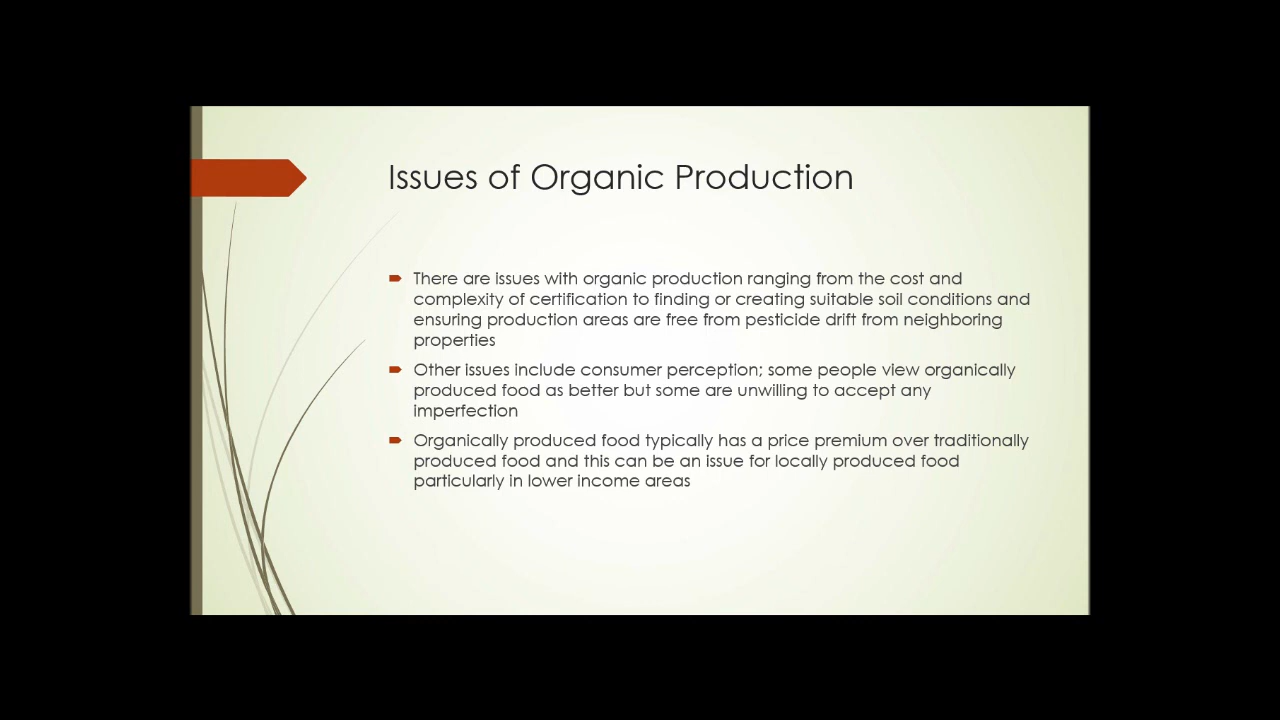 Issues of Organic Production
There are issues with organic production ranging from the cost and
complexity of certification to finding or creating suitable soil conditions and
ensuring production areas are free from pesticide drift from neighboring
properties
Other issues include consumer perception; some people view organically
produced food as better but some are unwilling to accept any
imperfection
Organically produced food typically has a price premium over traditionally
produced food and this can be an issue for locally produced food
particularly in lower income areas